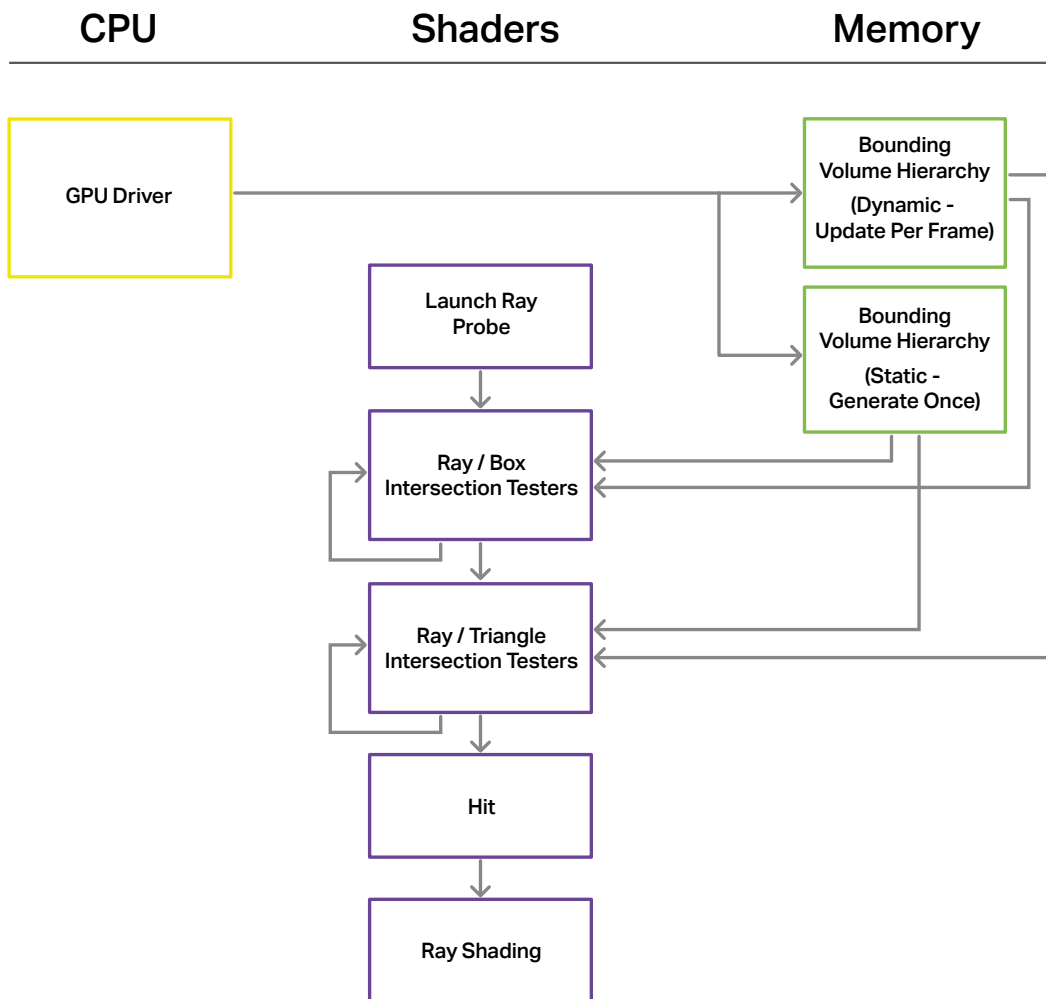 CPU
Shaders
Memory
GPU Driver
Bounding
Volume Hierarchy
(Dynamic -
Update Per Frame)
Launch Ray
Probe
Bounding
Volume Hierarchy
(Static -
Generate Once)
Ray / Box
Intersection Testers
Ray / Triangle
Intersection Testers
Hit
Ray Shading